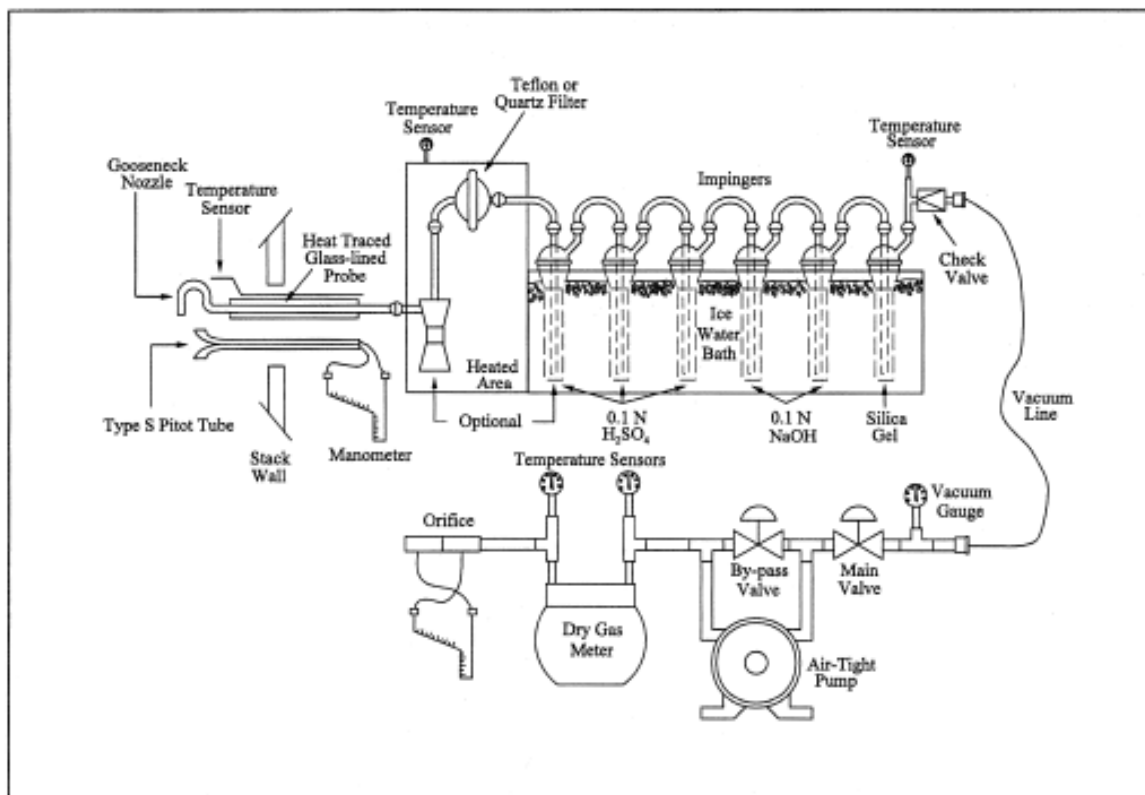 Teflon or
Quartz Filter
Temperature
Sensor
Temperature
Sensor
Gooseneck
Nozzle
Temperature
Sensor
Impingers
Heat Traced
Glass-lined
Probe
Check
Valve
Ice
Water
Bath
Heated
Area
Type S Pitot Tube
Stack
Wall
Manometer
Optional
0.1 N
H₂SO₄
0.1 N
NaOH
Silica
Gel
Vacuum
Line
Temperature Sensors
Orifice
Vacuum
Gauge
By-pass
Valve
Main
Valve
Dry Gas
Meter
Air-Tight
Pump